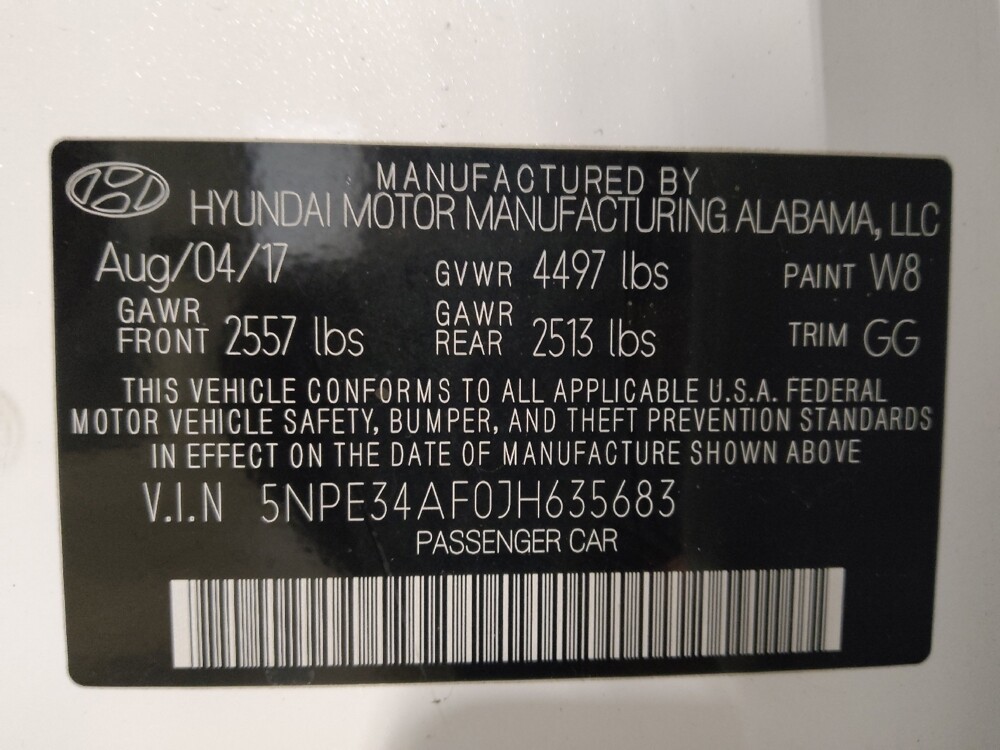 MANUFACTURED BY
HYUNDAI MOTOR MANUFACTURING ALABAMA, LLC
Aug/04/17 GVWR 4497 lbs PAINT W8
GAWR FRONT 2557 lbs GAWR REAR 2513 lbs TRIM GG
THIS VEHICLE CONFORMS TO ALL APPLICABLE U.S.A. FEDERAL
MOTOR VEHICLE SAFETY, BUMPER, AND THEFT PREVENTION STANDARDS
IN EFFECT ON THE DATE OF MANUFACTURE SHOWN ABOVE
V.I.N 5NPE34AF0JH635683
PASSENGER CAR